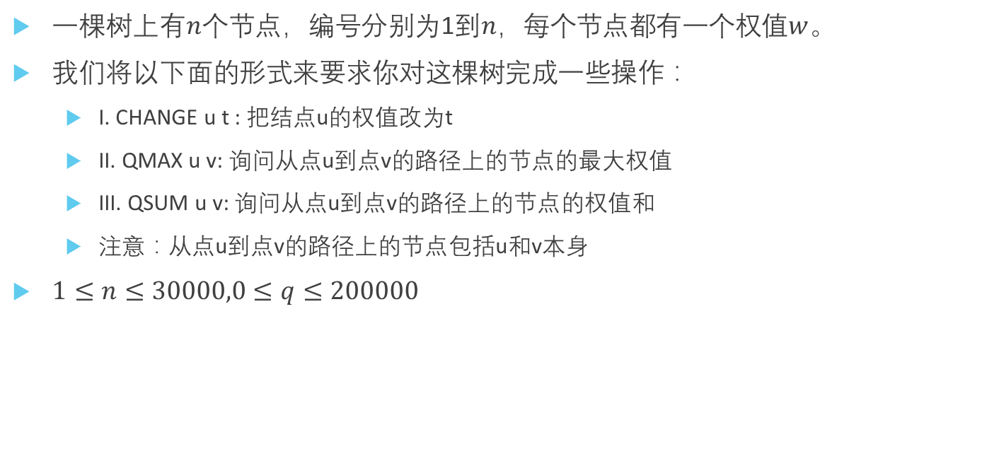 一棵树上有n个节点，编号分别为1到n，每个节点都有一个权值w。
我们将以下面的形式来要求你对这棵树完成一些操作：
I. CHANGE u t : 把结点u的权值改为t
II. QMAX u v: 询问从点u到点v的路径上的节点的最大权值
III. QSUM u v: 询问从点u到点v的路径上的节点的权值和
注意：从点u到点v的路径上的节点包括u和v本身
1 ≤ n ≤ 30000,0 ≤ q ≤ 200000